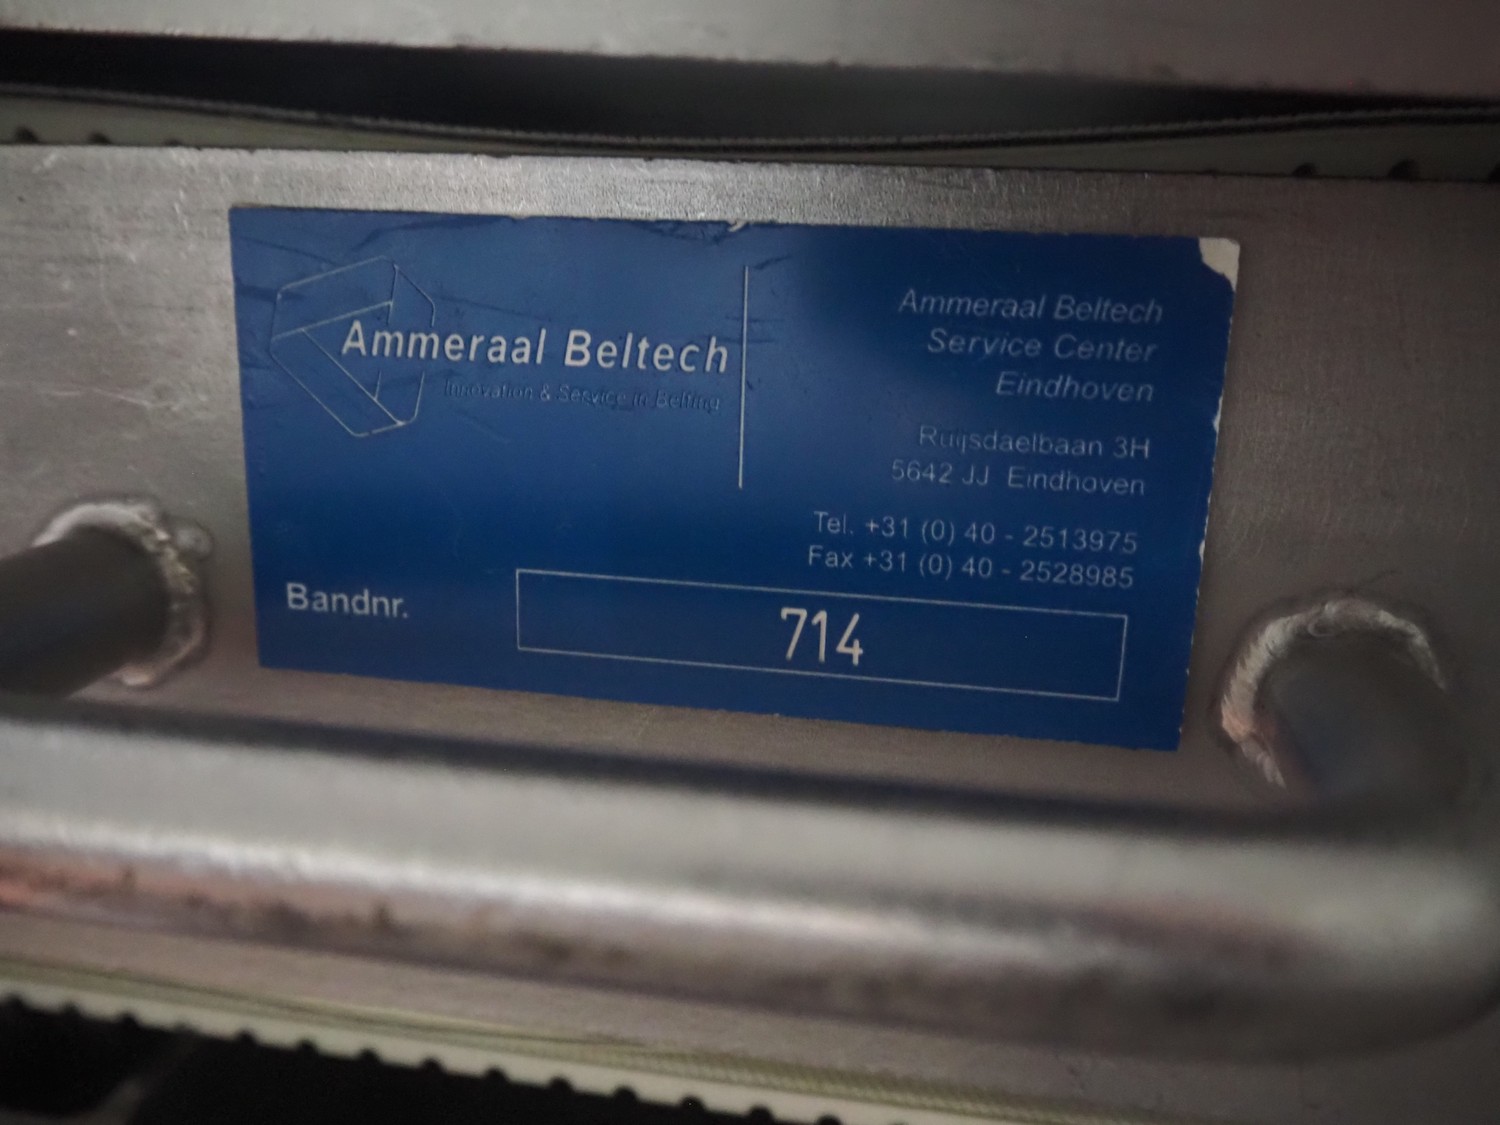 Ammeraal Beltech
Innovation & Service in Belting
Ammeraal Beltech
Service Center
Eindhoven
Ruijsdaelbaan 3H
5642 JJ Eindhoven
Tel. +31 (0) 40 - 2513975
Fax +31 (0) 40 - 2528985
Bandnr.
714